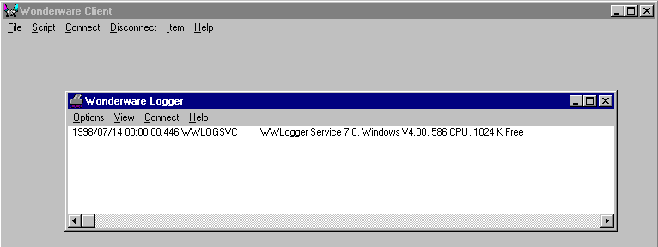 Wonderware Client
File Script Connect Disconnect Item Help
Wonderware Logger
Options View Connect Help
1998/07/14 00:00:00.446 WWLOGSVC WWLogger Service 7.0. Windows V4.00. 586 CPU. 1024 K Free